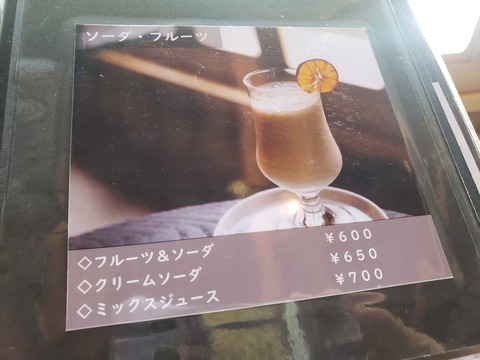 ソーダ・フルーツ
◇フルーツ&ソーダ ¥600
◇クリームソーダ ¥650
◇ミックスジュース ¥700